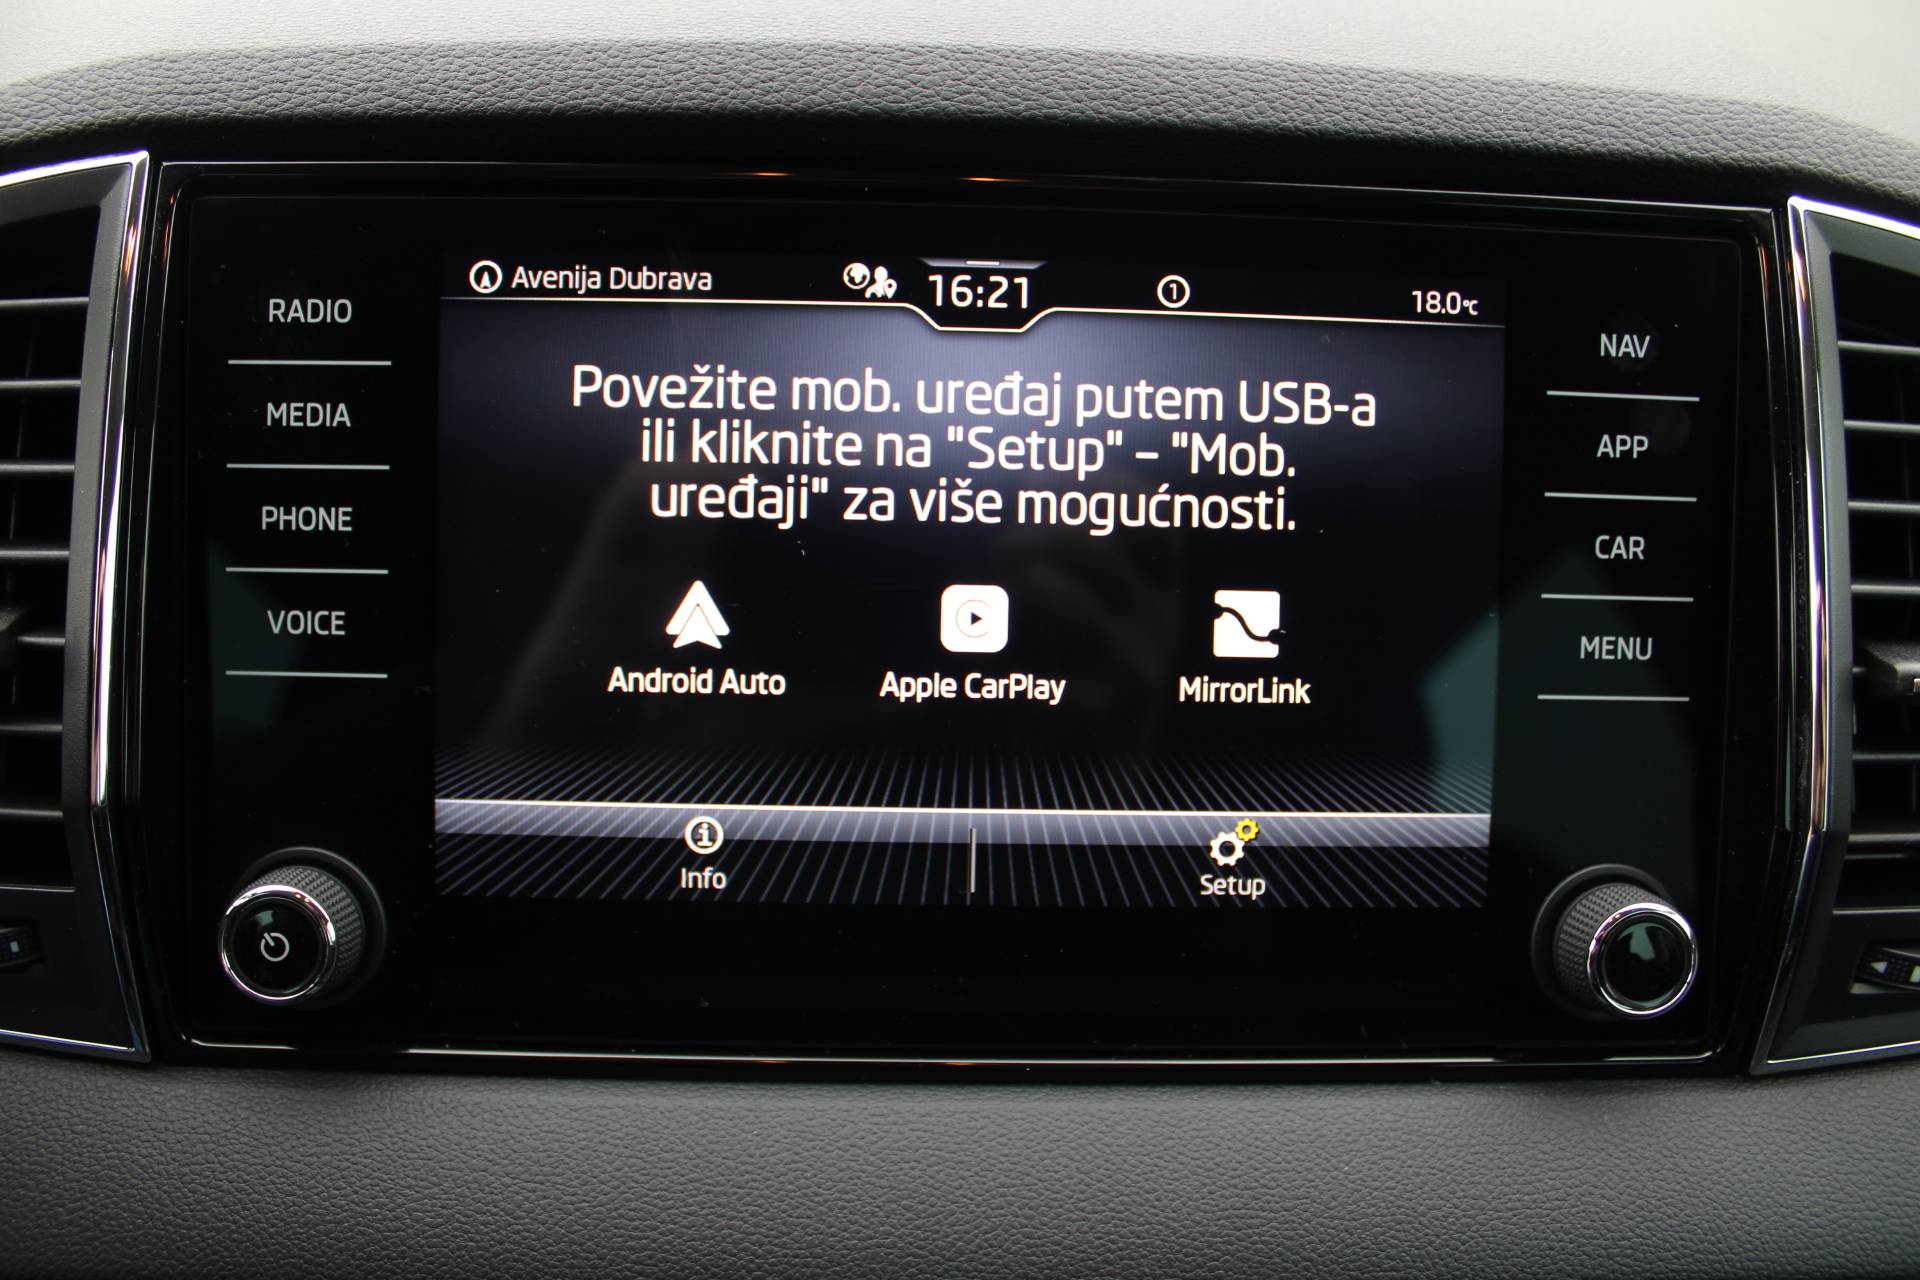 Avenija Dubrava 16:21 1 18.0°C
RADIO
MEDIA
PHONE
VOICE
Povežite mob. uređaj putem USB-a
ili kliknite na "Setup" – "Mob.
uređaji" za više mogućnosti.
Android Auto Apple CarPlay MirrorLink
Info Setup
NAV
APP
CAR
MENU